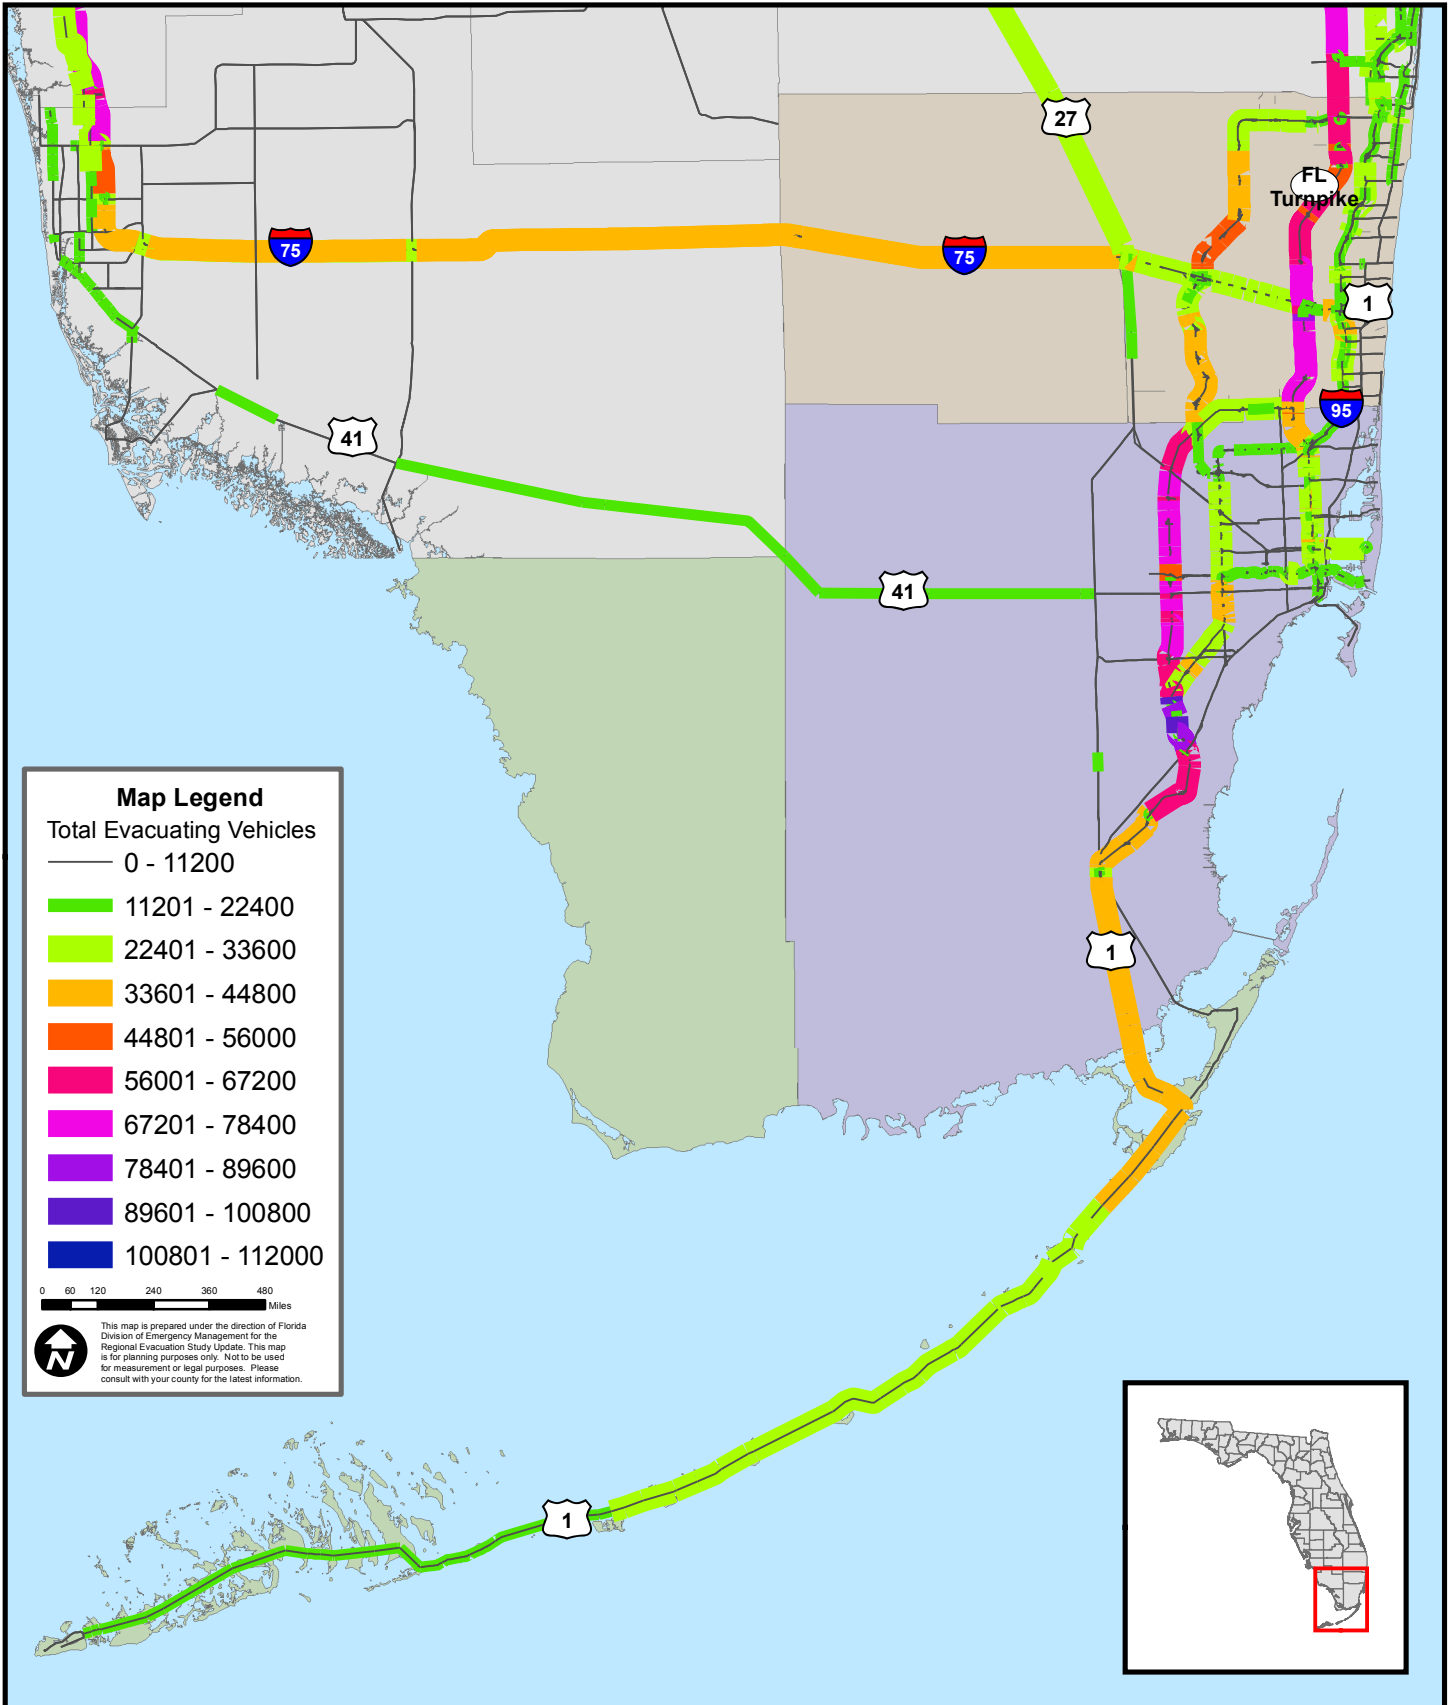 27
FL
Turnpike
75
75
1
95
41
41
1
Map Legend
Total Evacuating Vehicles
0 - 11200
11201 - 22400
22401 - 33600
33601 - 44800
44801 - 56000
56001 - 67200
67201 - 78400
78401 - 89600
89601 - 100800
100801 - 112000
0 60 120 240 360 480
Miles
N
This map is prepared under the direction of Florida
Division of Emergency Management for the
Regional Evacuation Study Update. This map
is for planning purposes only. Not to be used
for measurement or legal purposes. Please
consult with your county for the latest information.
1